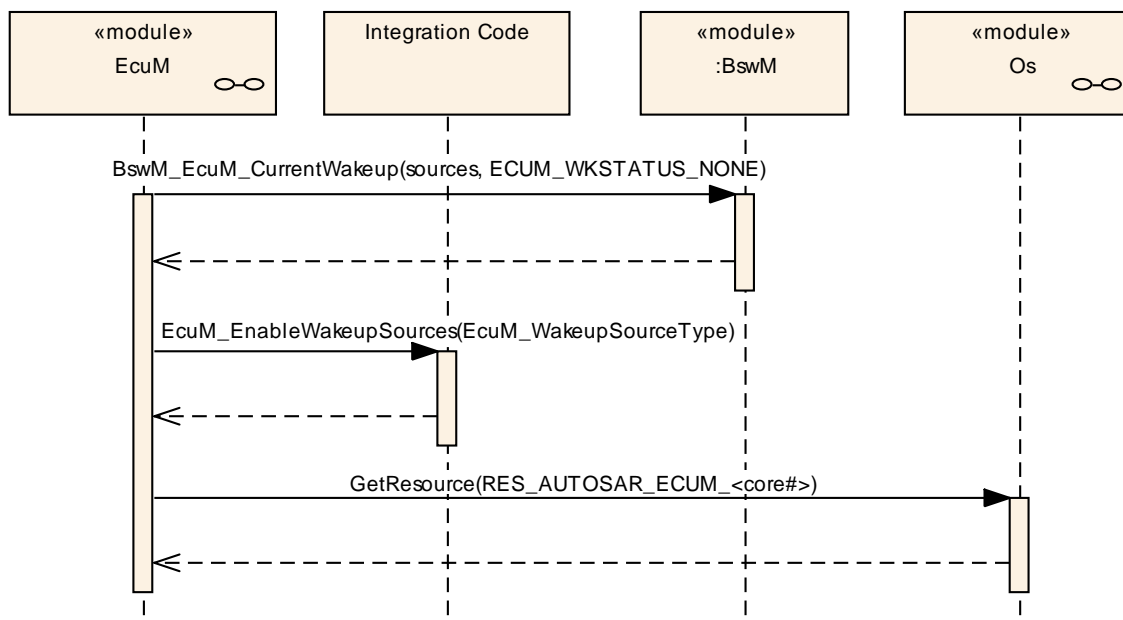 «module»
EcuM
Integration Code
«module»
:BswM
«module»
Os
BswM_EcuM_CurrentWakeup(sources, ECUM_WKSTATUS_NONE)
EcuM_EnableWakeupSources(EcuM_WakeupSourceType)
GetResource(RES_AUTOSAR_ECUM_<core#>)